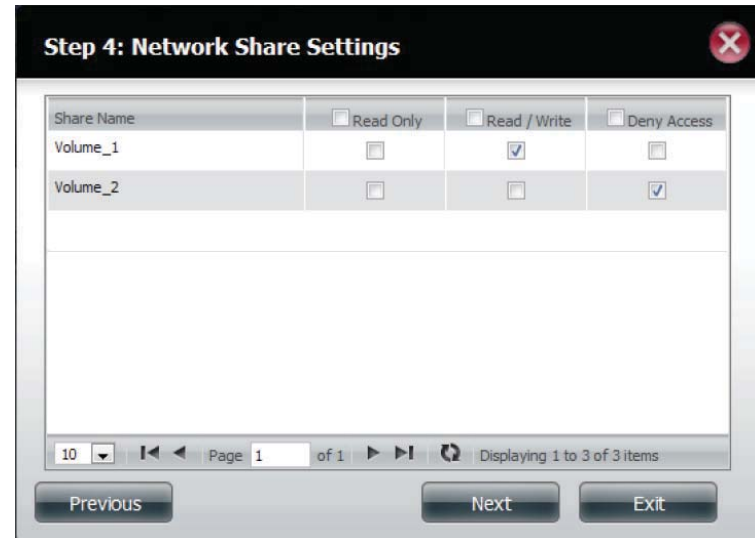 Step 4: Network Share Settings
Share Name Read Only Read / Write Deny Access
Volume_1
Volume_2
10 Page 1 of 1 Displaying 1 to 3 of 3 items
Previous Next Exit